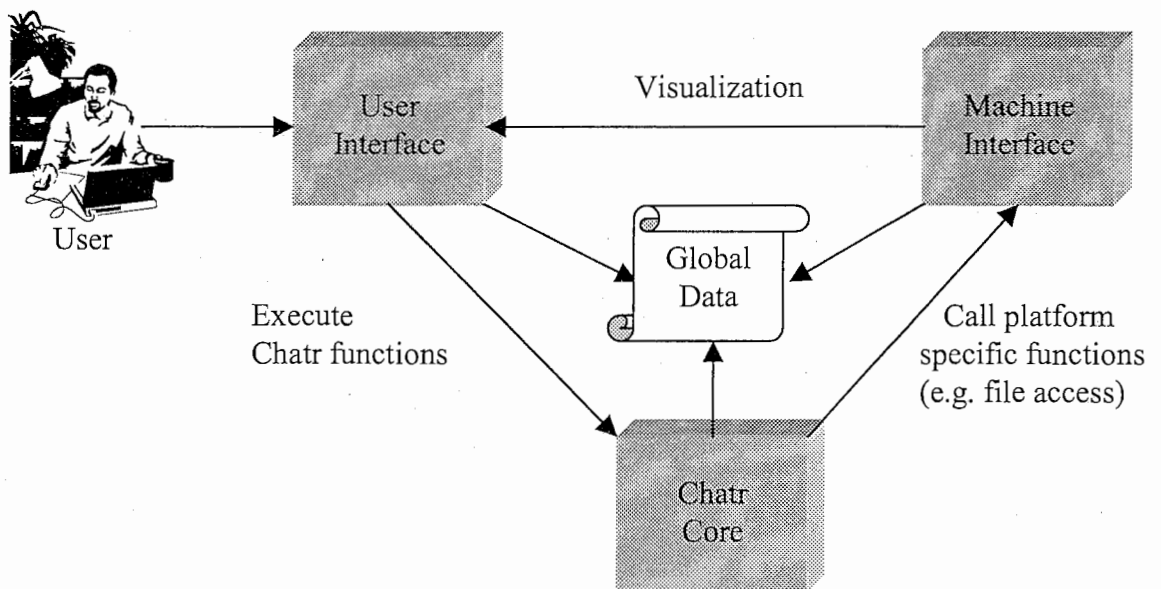 User
Interface
Visualization
Machine
Interface
User
Global
Data
Execute
Chatr functions
Call platform
specific functions
(e.g. file access)
Chatr
Core